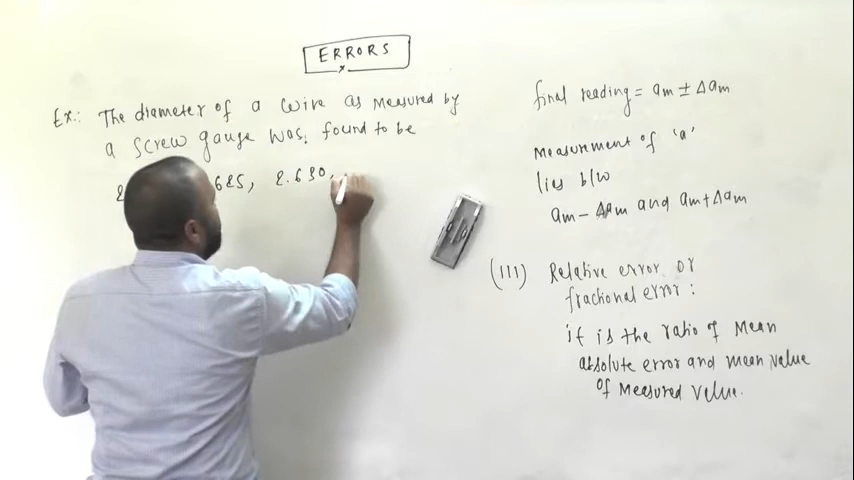 ERRORS
Ex.: The diameter of a wire as measured by
a screw gauge was, found to be
2 625, 2.630,
final reading = am ± Δam
Measurement of 'a'
lies b/w
am - Δam and am + Δam
(III) Relative error or
fractional error:
it is the ratio of Mean
absolute error and mean value
of Measured value.